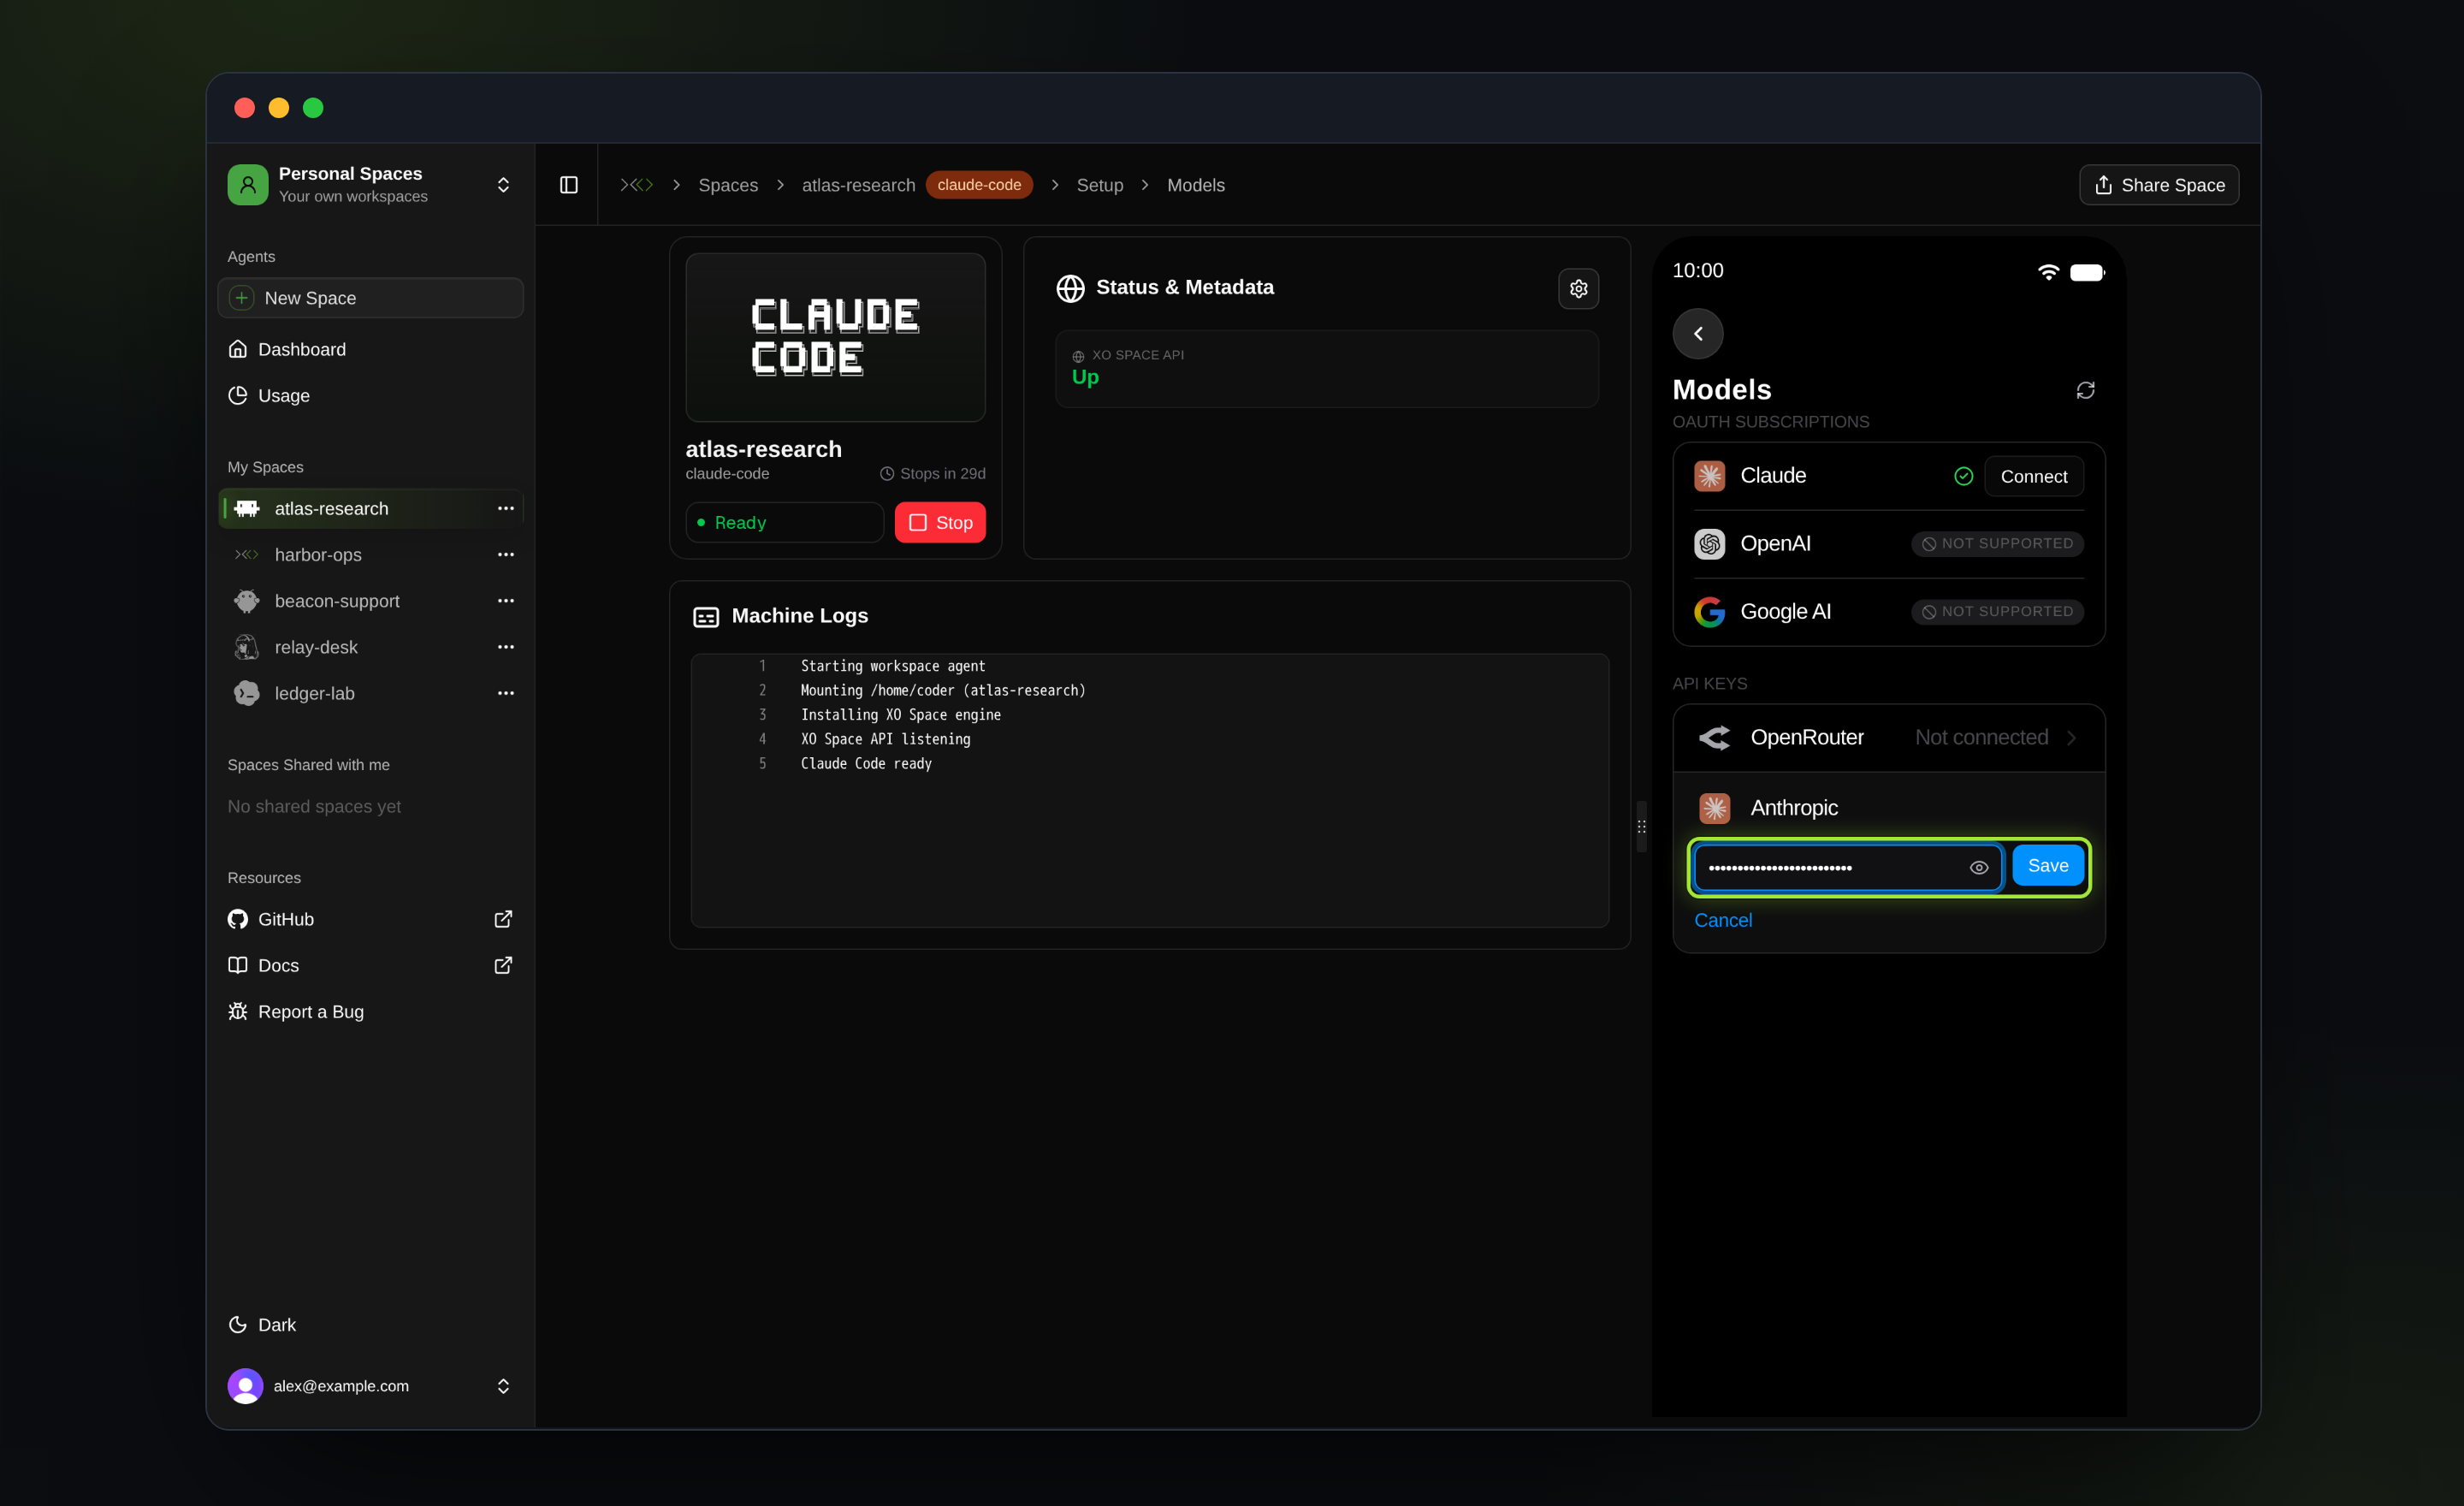 Personal Spaces
Your own workspaces
Agents
New Space
Dashboard
Usage
My Spaces
atlas-research
harbor-ops
beacon-support
relay-desk
ledger-lab
Spaces Shared with me
No shared spaces yet
Resources
GitHub
Docs
Report a Bug
Dark
alex@example.com
Spaces
atlas-research
claude-code
Setup
Models
Share Space
CLAUDE
CODE
atlas-research
claude-code
Stops in 29d
Ready
Stop
Status & Metadata
XO SPACE API
Up
Machine Logs
1 Starting workspace agent
2 Mounting /home/coder (atlas-research)
3 Installing XO Space engine
4 XO Space API listening
5 Claude Code ready
10:00
Models
OAUTH SUBSCRIPTIONS
Claude
Connect
OpenAI
NOT SUPPORTED
Google AI
NOT SUPPORTED
API KEYS
OpenRouter
Not connected
Anthropic
•••••••••••••••••••••••••
Save
Cancel